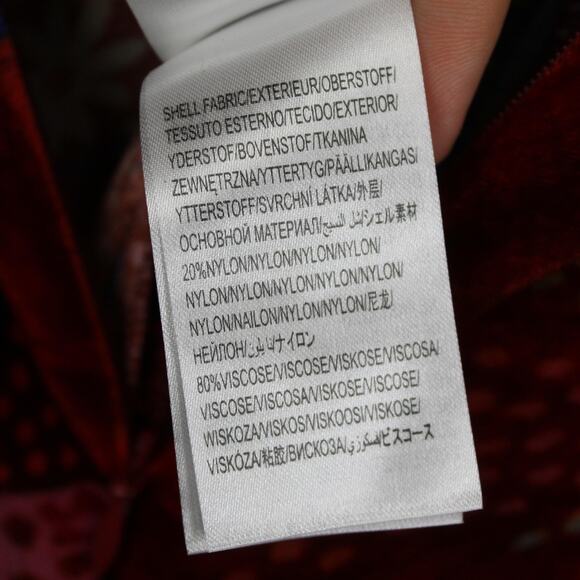 SHELL FABRIC/EXTERIEUR/OBERSTOFF/
TESSUTO ESTERNO/TECIDO/EXTERIOR/
YDERSTOF/BOVENSTOF/TKANINA
ZEWNĘTRZNA/YTTERTYG/PÄÄLLIKANGAS/
YTTERSTOFF/SVRCHNÍ LÁTKA/外层/
ОСНОВНОЙ МАТЕРИАЛ/シェル素材
20%NYLON/NYLON/NYLON/NYLON/
NYLON/NYLON/NYLON/NYLON/NYLON/
NYLON/NAILON/NYLON/NYLON/尼龙/
НЕЙЛОН/نايلون/ナイロン
80%VISCOSE/VISCOSE/VISKOSE/VISCOSA/
VISCOSE/VISCOSA/VISKOSE/VISCOSE/
WISKOZA/VISKOS/VISKOOSI/VISKOSE/
VISKÓZA/粘胶/ВИСКОЗА/ビスコース